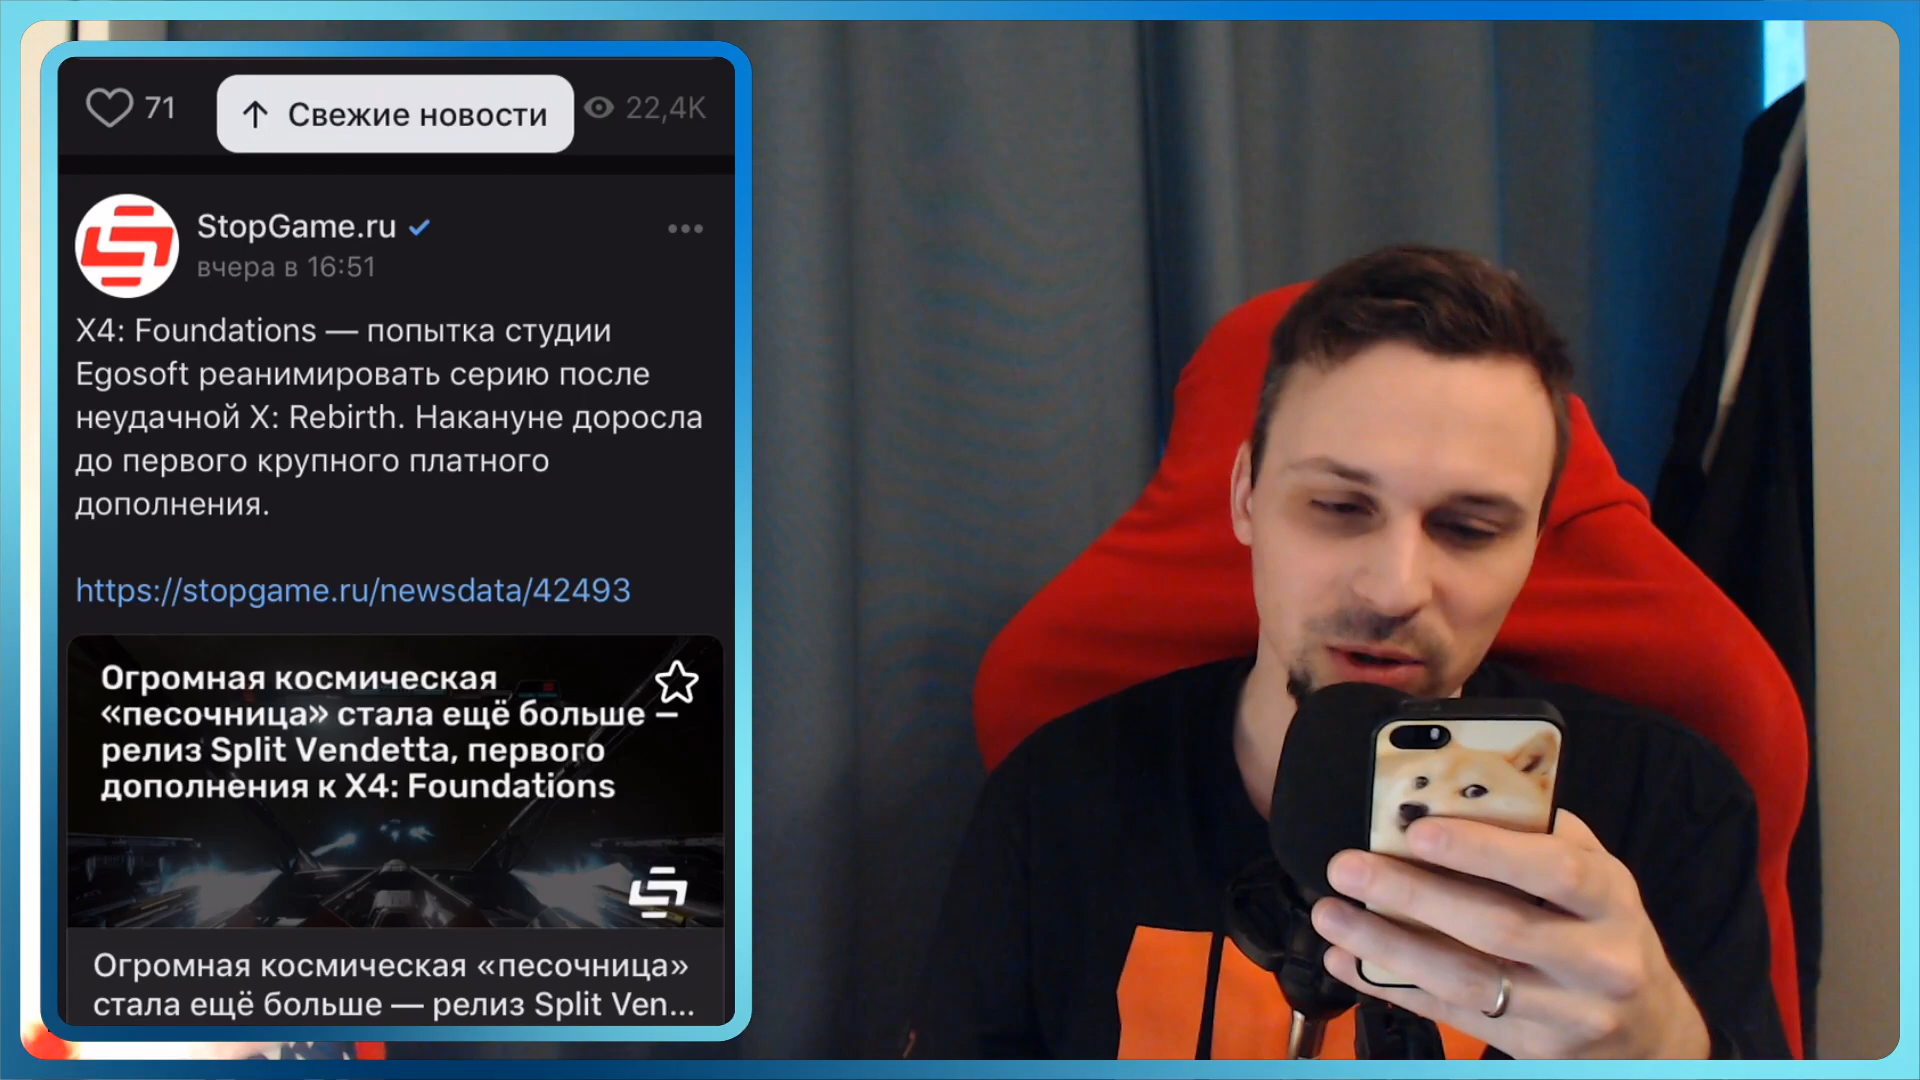 71
↑ Свежие новости
22,4K
StopGame.ru
вчера в 16:51
X4: Foundations — попытка студии
Egosoft реанимировать серию после
неудачной X: Rebirth. Накануне доросла
до первого крупного платного
дополнения.
https://stopgame.ru/newsdata/42493
Огромная космическая
«песочница» стала ещё больше —
релиз Split Vendetta, первого
дополнения к X4: Foundations
Огромная космическая «песочница»
стала ещё больше — релиз Split Ven...